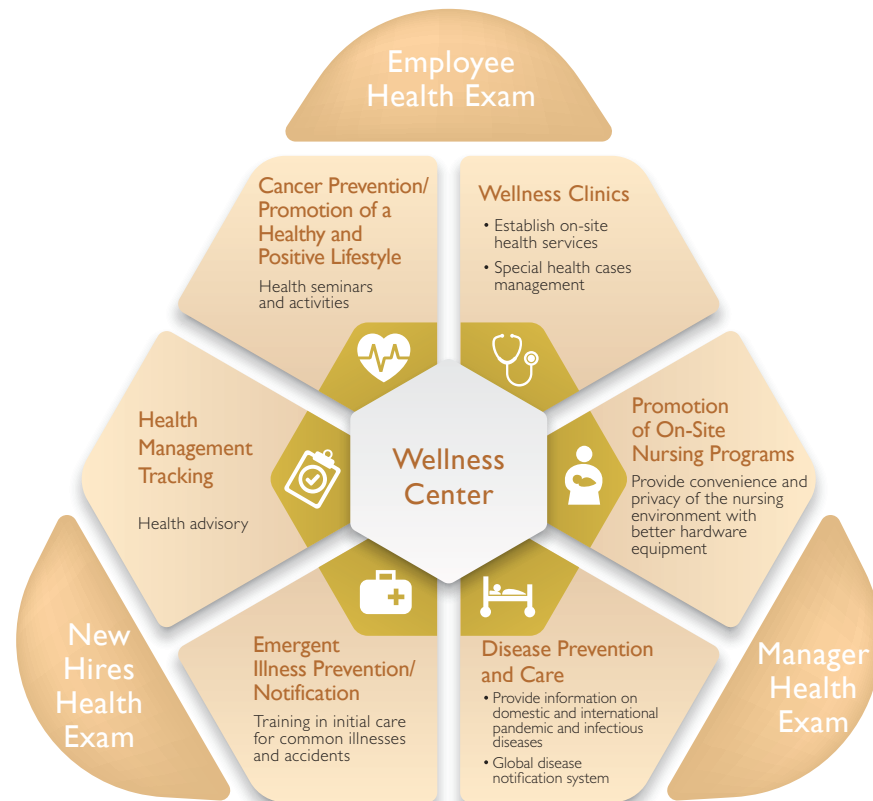 Employee
Health Exam
Cancer Prevention/
Promotion of a
Healthy and
Positive Lifestyle
Health seminars
and activities
Wellness Clinics
• Establish on-site
health services
• Special health cases
management
Health
Management
Tracking
Health advisory
Wellness
Center
Promotion
of On-Site
Nursing Programs
Provide convenience and
privacy of the nursing
environment with
better hardware
equipment
New
Hires
Health
Exam
Emergent
Illness Prevention/
Notification
Training in initial care
for common illnesses
and accidents
Disease Prevention
and Care
• Provide information on
domestic and international
pandemic and infectious
diseases
• Global disease
notification system
Manager
Health
Exam